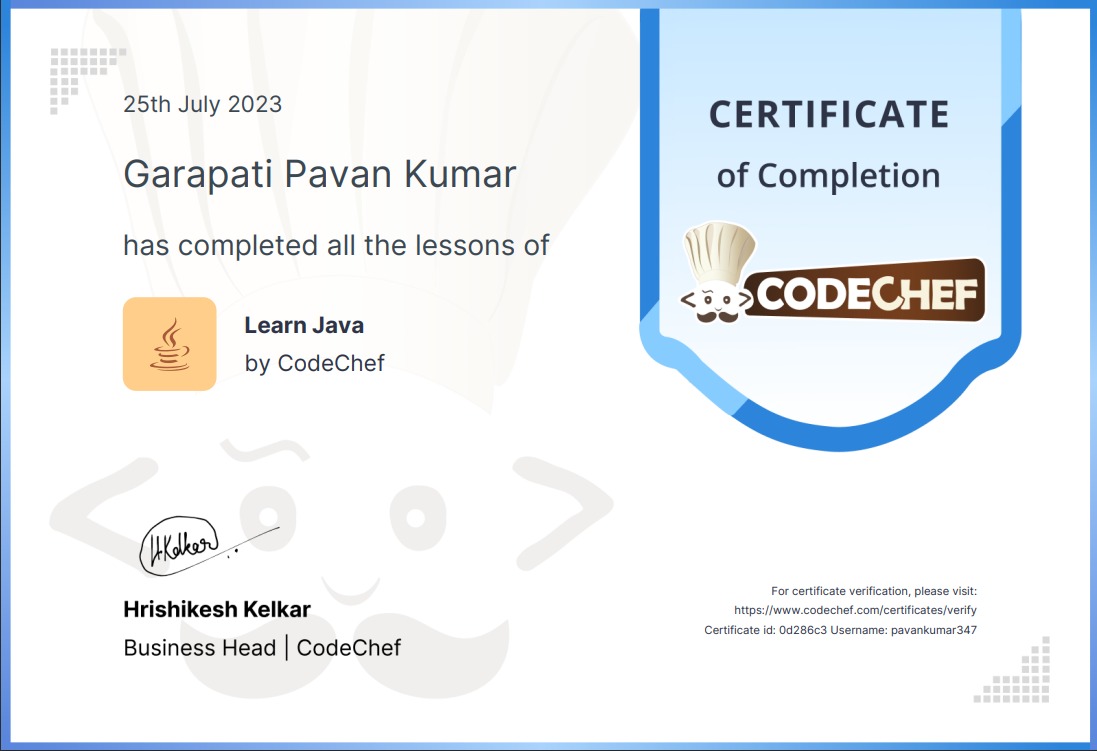 25th July 2023
Garapati Pavan Kumar
has completed all the lessons of
Learn Java
by CodeChef
CERTIFICATE
of Completion
CODECHEF
H.Kelkar
Hrishikesh Kelkar
Business Head | CodeChef
For certificate verification, please visit:
https://www.codechef.com/certificates/verify
Certificate id: 0d286c3 Username: pavankumar347